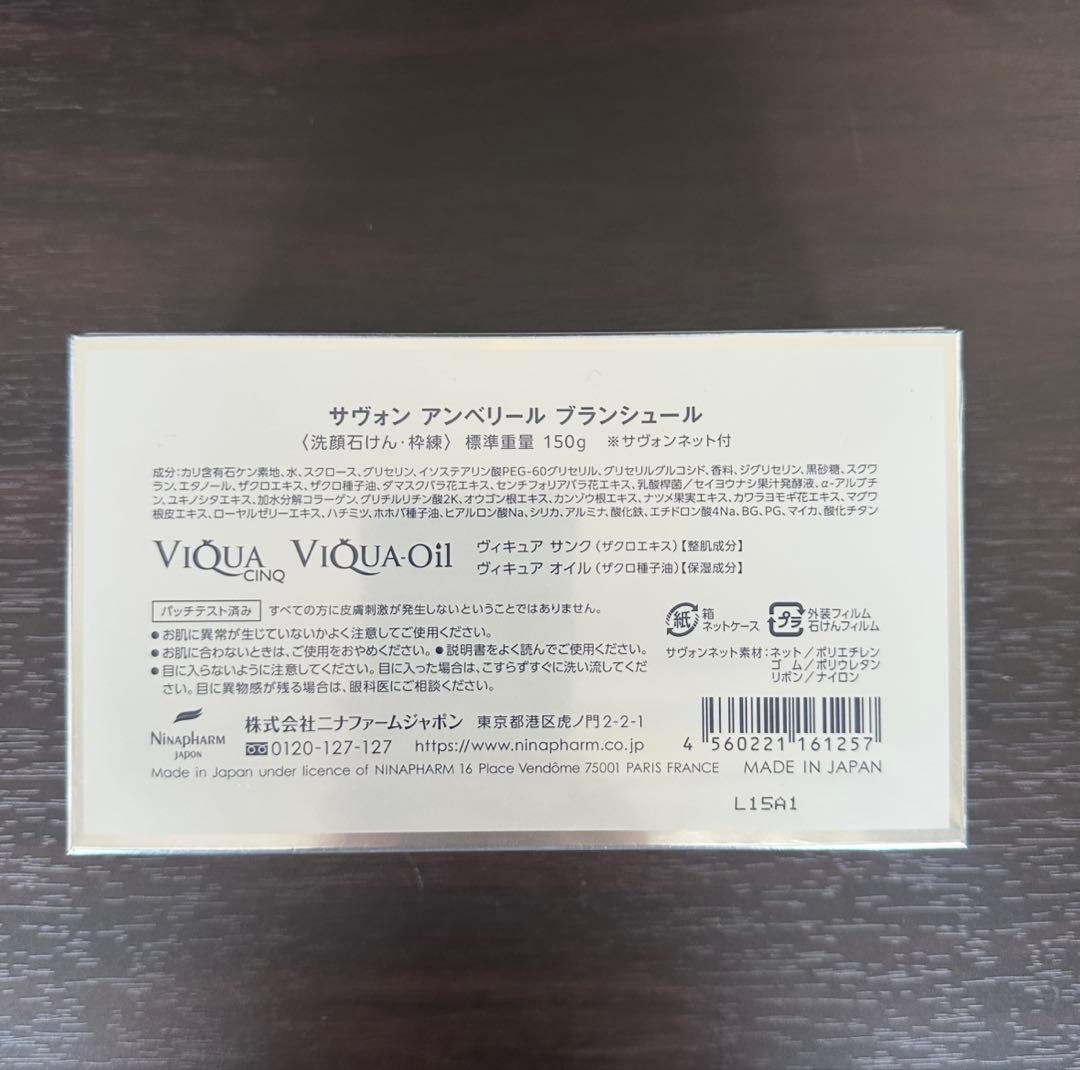 サヴォン アンベリール ブランシュール
〈洗顔石けん･枠練〉 標準重量 150g ※サヴォンネット付
成分:カリ含有石ケン素地、水、スクロース、グリセリン、イソステアリン酸PEG-60グリセリル、グリセリルグルコシド、香料、ジグリセリン、黒砂糖、スクワ
ラン、エタノール、ザクロエキス、ザクロ種子油、ダマスクバラ花エキス、センチフォリアバラ花エキス、乳酸桿菌／セイヨウナシ果汁発酵液、α-アルブチ
ン、ユキノシタエキス、加水分解コラーゲン、グリチルリチン酸2K、オウゴン根エキス、カンゾウ根エキス、ナツメ果実エキス、カワラヨモギ花エキス、マグワ
根皮エキス、ローヤルゼリーエキス、ハチミツ、ホホバ種子油、ヒアルロン酸Na、シリカ、アルミナ、酸化鉄、エチドロン酸4Na、BG、PG、マイカ、酸化チタン
VIQUA CINQ VIQUA-Oil
ヴィキュア サンク（ザクロエキス）【整肌成分】
ヴィキュア オイル（ザクロ種子油）【保湿成分】
パッチテスト済み すべての方に皮膚刺激が発生しないということではありません。
●お肌に異常が生じていないかよく注意してご使用ください。
●お肌に合わないときは、ご使用をおやめください。●説明書をよく読んでご使用ください。
●目に入らないように注意してください。目に入った場合は、こすらずすぐに洗い流してくだ
さい。目に異物感が残る場合は、眼科医にご相談ください。
紙 箱 ネットケース
プラ 外装フィルム 石けんフィルム
サヴォンネット素材:ネット／ポリエチレン
ゴム／ポリウレタン
リボン／ナイロン
NINAPHARM
JAPON
株式会社ニナファームジャポン 東京都港区虎ノ門2-2-1
0120-127-127 https://www.ninapharm.co.jp
4 560221 161257
Made in Japan under licence of NINAPHARM 16 Place Vendôme 75001 PARIS FRANCE MADE IN JAPAN
L15A1